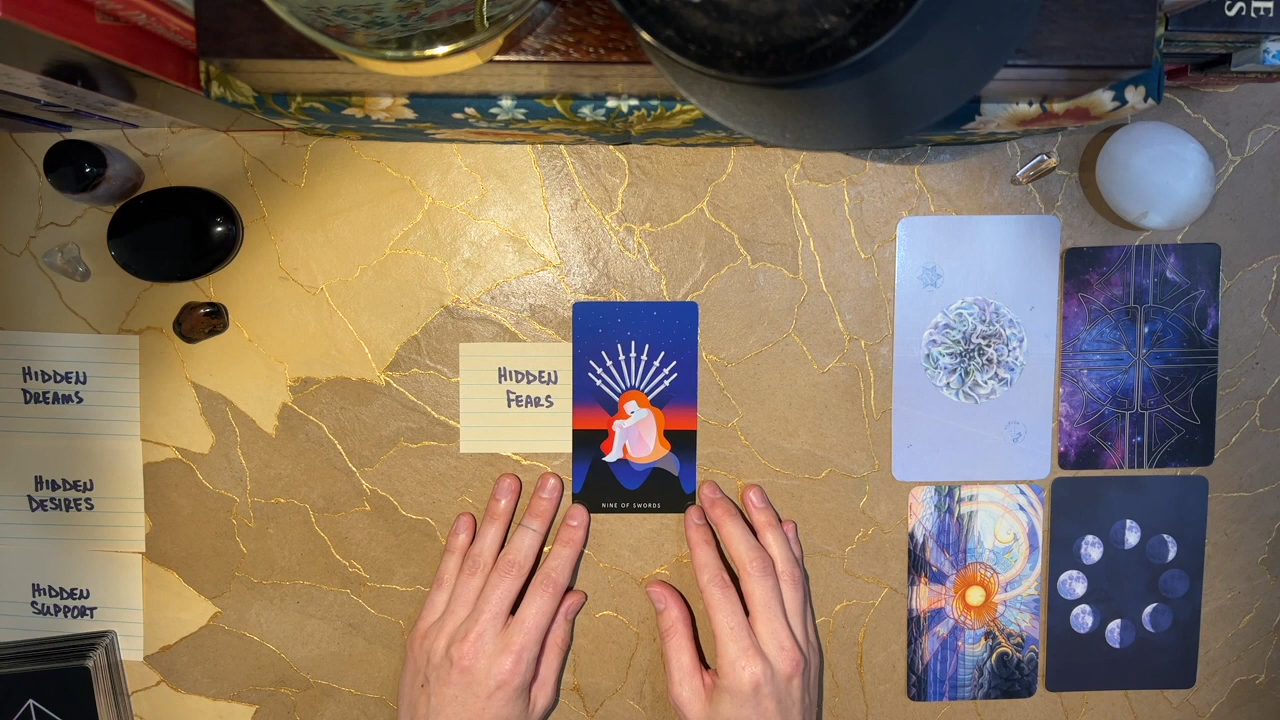 E
S
HIDDEN
DREAMS
HIDDEN
DESIRES
HIDDEN
SUPPORT
HIDDEN
FEARS
NINE OF SWORDS